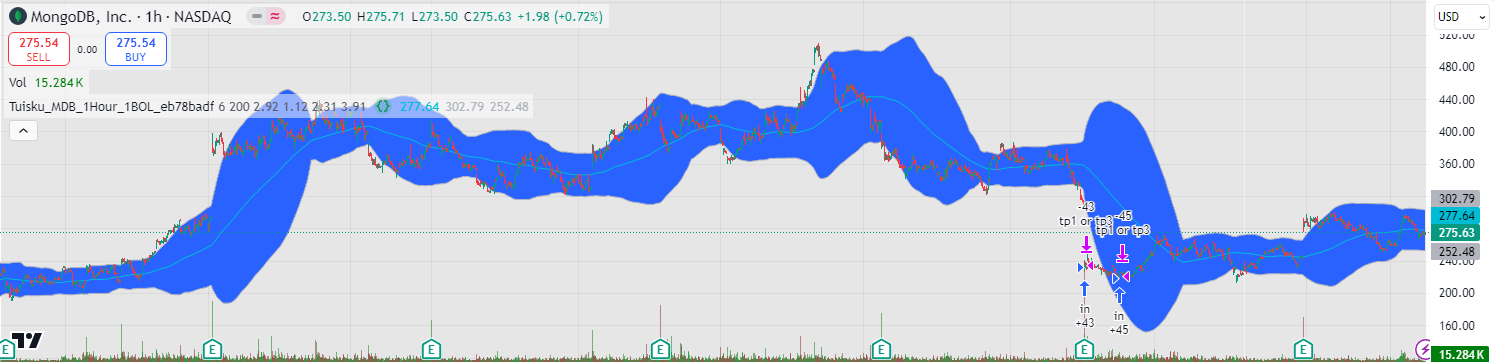 MongoDB, Inc. · 1h · NASDAQ O273.50 H275.71 L273.50 C275.63 +1.98 (+0.72%)
USD
275.54 SELL
0.00
275.54 BUY
Vol 15.284 K
Tuisku_MDB_1Hour_1BOL_eb78badf 6 200 2.92 1.12 2.31 3.91 277.64 302.79 252.48
520.00
480.00
440.00
400.00
360.00
302.79
277.64
275.63
252.48
240.00
200.00
160.00
15.284 K
-43
tp1 or tp3
-45
tp1 or tp3
in
+43
in
+45
E
E
E
E
E
E
E